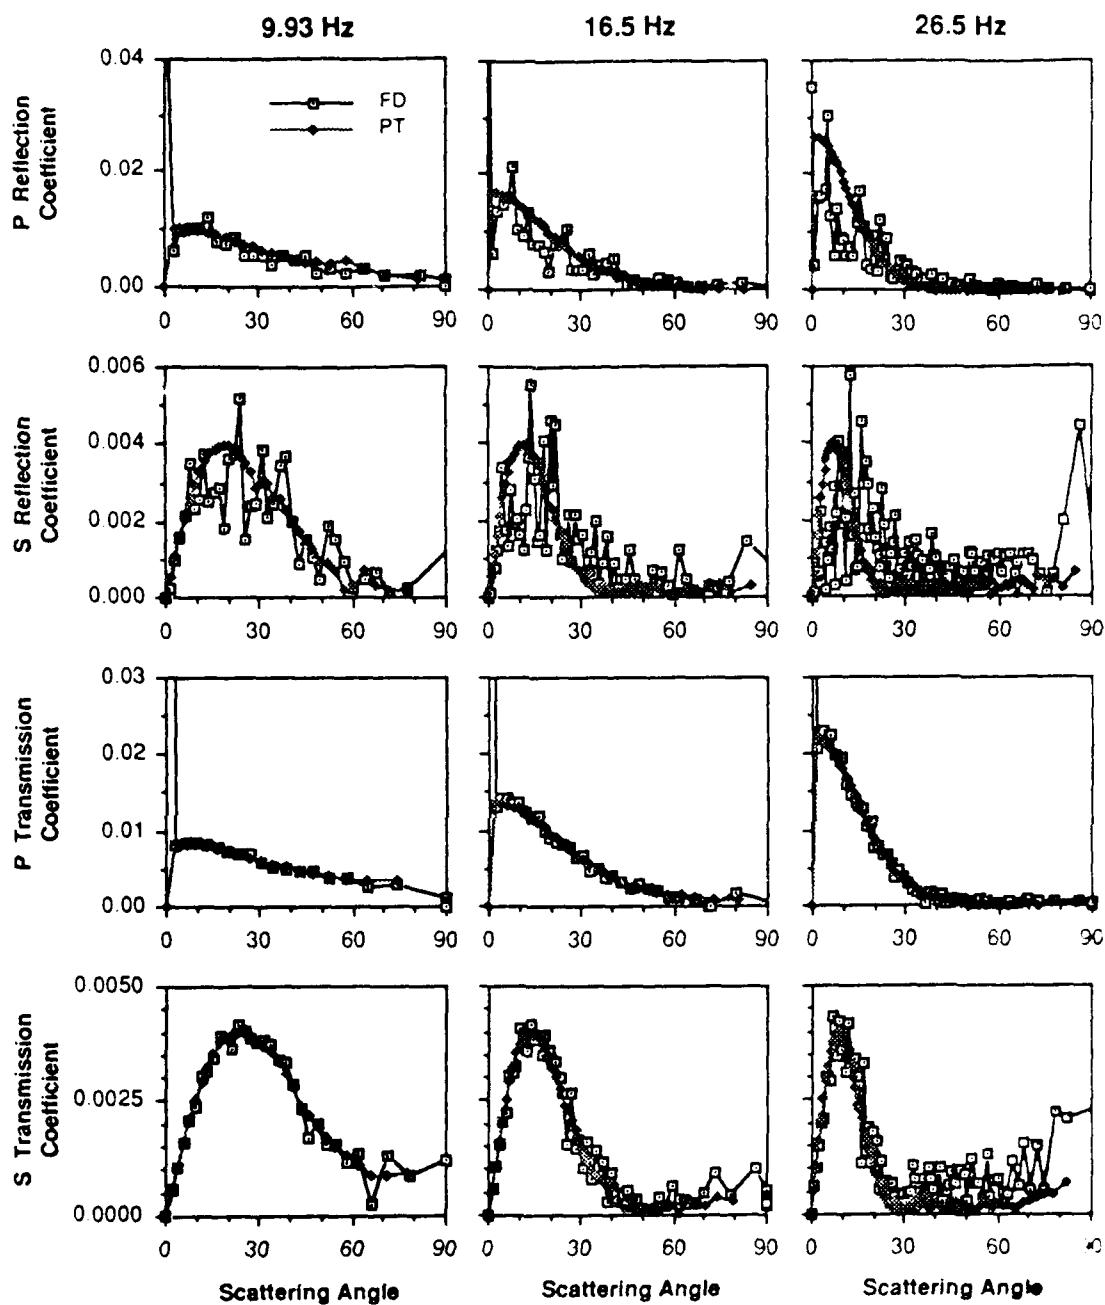 9.93 Hz 16.5 Hz 26.5 Hz
P Reflection
Coefficient
0.04
0.02
0.00
FD
PT
0 30 60 90 0 30 60 90 0 30 60 90
S Reflection
Coefficient
0.006
0.004
0.002
0.000
0 30 60 90 0 30 60 90 0 30 60 90
P Transmission
Coefficient
0.03
0.02
0.01
0.00
0 30 60 90 0 30 60 90 0 30 60 90
S Transmission
Coefficient
0.0050
0.0025
0.0000
0 30 60 90 0 30 60 90 0 30 60 90
Scattering Angle Scattering Angle Scattering Angle